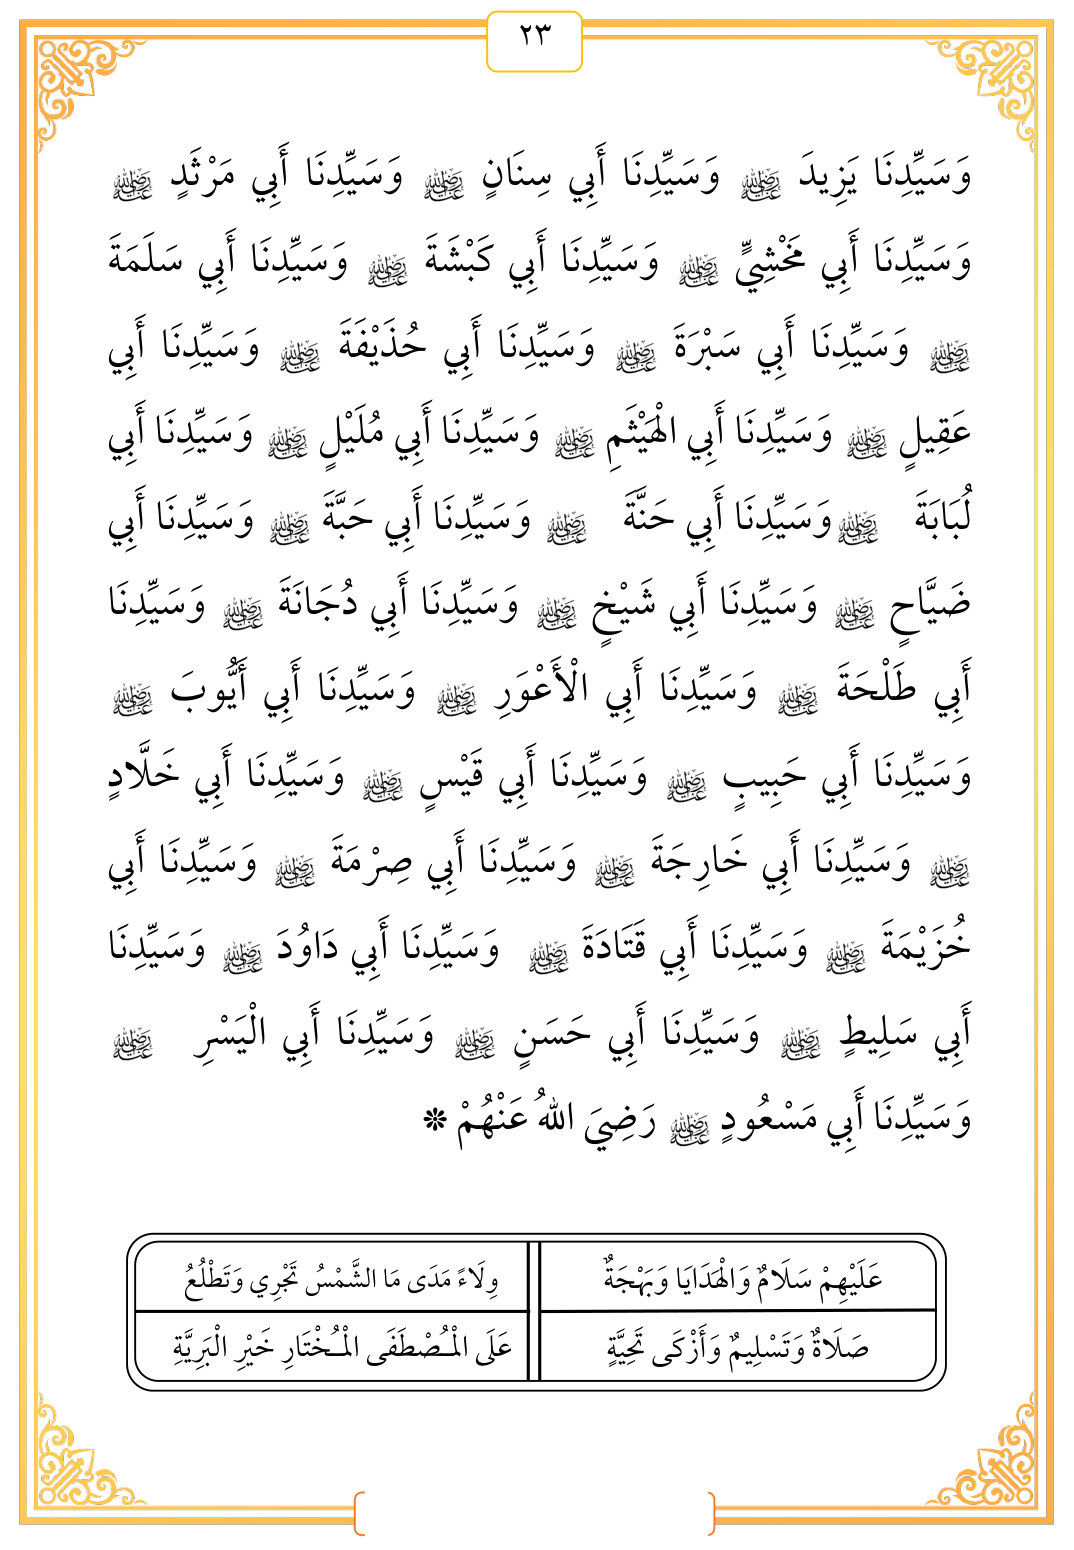 ٢٣
وَسَيِّدِنَا يَزِيدَ ﵁ وَسَيِّدِنَا أَبِي سِنَانٍ ﵁ وَسَيِّدِنَا أَبِي مَرْثَدٍ ﵁
وَسَيِّدِنَا أَبِي مَخْشِيٍّ ﵁ وَسَيِّدِنَا أَبِي كَبْشَةَ ﵁ وَسَيِّدِنَا أَبِي سَلَمَةَ
﵁ وَسَيِّدِنَا أَبِي سَبْرَةَ ﵁ وَسَيِّدِنَا أَبِي حُذَيْفَةَ ﵁ وَسَيِّدِنَا أَبِي
عَقِيلٍ ﵁ وَسَيِّدِنَا أَبِي الْهَيْثَمِ ﵁ وَسَيِّدِنَا أَبِي مُلَيْلٍ ﵁ وَسَيِّدِنَا أَبِي
لُبَابَةَ ﵁ وَسَيِّدِنَا أَبِي حَنَّةَ ﵁ وَسَيِّدِنَا أَبِي حَبَّةَ ﵁ وَسَيِّدِنَا أَبِي
ضَيَّاحٍ ﵁ وَسَيِّدِنَا أَبِي شَيْخٍ ﵁ وَسَيِّدِنَا أَبِي دُجَانَةَ ﵁ وَسَيِّدِنَا
أَبِي طَلْحَةَ ﵁ وَسَيِّدِنَا أَبِي الْأَعْوَرِ ﵁ وَسَيِّدِنَا أَبِي أَيُّوبَ ﵁
وَسَيِّدِنَا أَبِي حَبِيبٍ ﵁ وَسَيِّدِنَا أَبِي قَيْسٍ ﵁ وَسَيِّدِنَا أَبِي خَلَّادٍ
﵁ وَسَيِّدِنَا أَبِي خَارِجَةَ ﵁ وَسَيِّدِنَا أَبِي صِرْمَةَ ﵁ وَسَيِّدِنَا أَبِي
خُزَيْمَةَ ﵁ وَسَيِّدِنَا أَبِي قَتَادَةَ ﵁ وَسَيِّدِنَا أَبِي دَاوُدَ ﵁ وَسَيِّدِنَا
أَبِي سَلِيطٍ ﵁ وَسَيِّدِنَا أَبِي حَسَنٍ ﵁ وَسَيِّدِنَا أَبِي الْيَسْرِ ﵁
وَسَيِّدِنَا أَبِي مَسْعُودٍ ﵁ رَضِيَ اللهُ عَنْهُمْ ❊
عَلَيْهِمْ سَلَامٌ وَالْهَدَايَا وَبَهْجَةٌ وِلَاءً مَدَى مَا الشَّمْسُ تَجْرِي وَتَطْلُعُ
صَلَاةٌ وَتَسْلِيمٌ وَأَزْكَى تَحِيَّةٍ عَلَى الْمُصْطَفَى الْمُخْتَارِ خَيْرِ الْبَرِيَّةِ